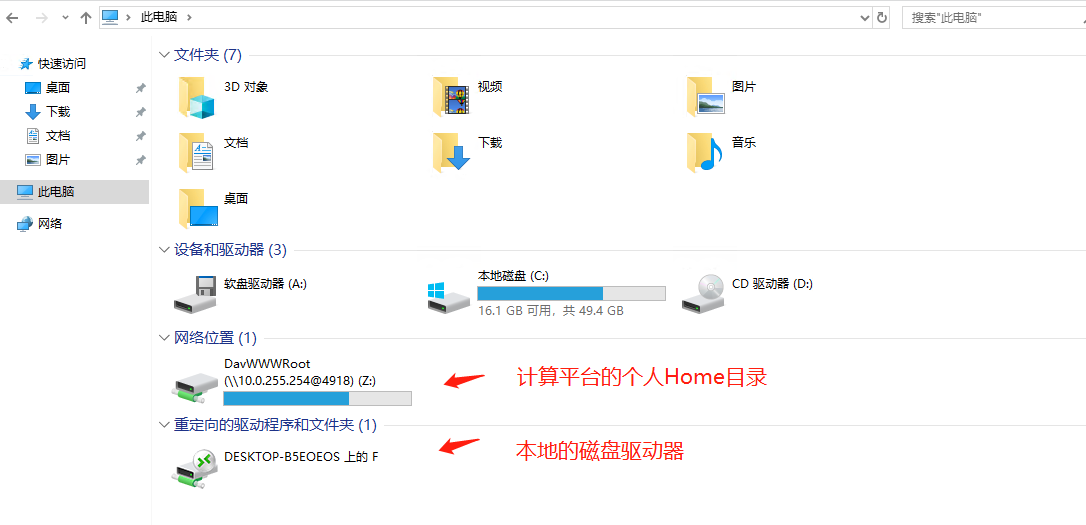 此电脑
搜索"此电脑"
快速访问
桌面
下载
文档
图片
此电脑
网络
文件夹 (7)
3D 对象
视频
图片
文档
下载
音乐
桌面
设备和驱动器 (3)
软盘驱动器 (A:)
本地磁盘 (C:)
16.1 GB 可用，共 49.4 GB
CD 驱动器 (D:)
网络位置 (1)
DavWWWRoot
(\\10.0.255.254@4918) (Z:)
计算平台的个人Home目录
重定向的驱动程序和文件夹 (1)
DESKTOP-B5EOEOS 上的 F
本地的磁盘驱动器